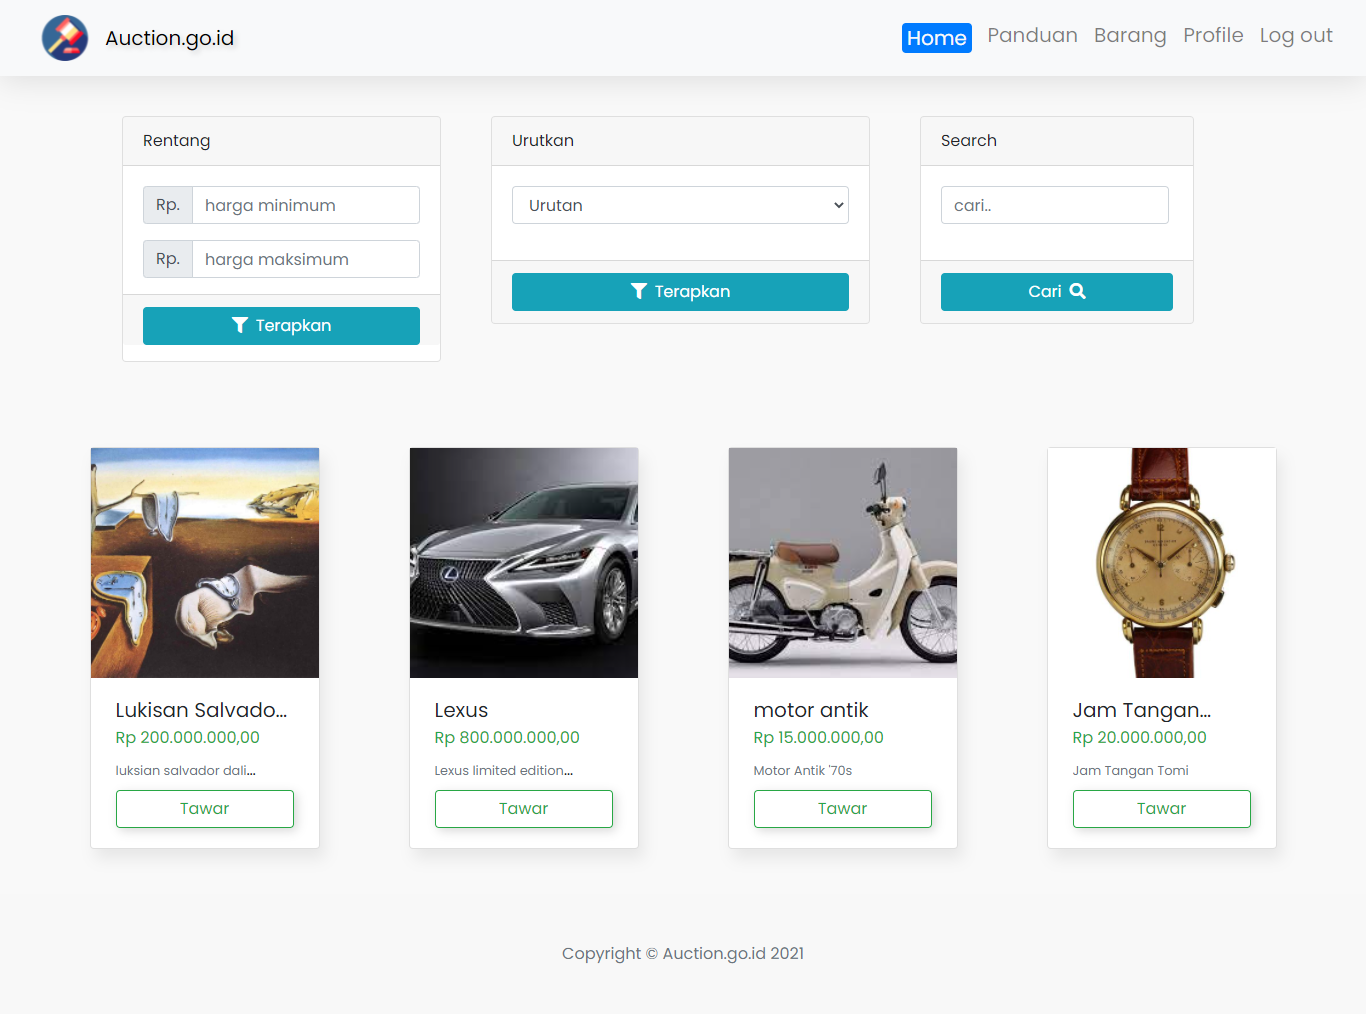 Auction.go.id
Home Panduan Barang Profile Log out
Rentang
Rp. harga minimum
Rp. harga maksimum
Terapkan
Urutkan
Urutan
Terapkan
Search
cari..
Cari
Lukisan Salvado...
Rp 200.000.000,00
luksian salvador dali...
Tawar
Lexus
Rp 800.000.000,00
Lexus limited edition...
Tawar
motor antik
Rp 15.000.000,00
Motor Antik '70s
Tawar
Jam Tangan...
Rp 20.000.000,00
Jam Tangan Tomi
Tawar
Copyright © Auction.go.id 2021